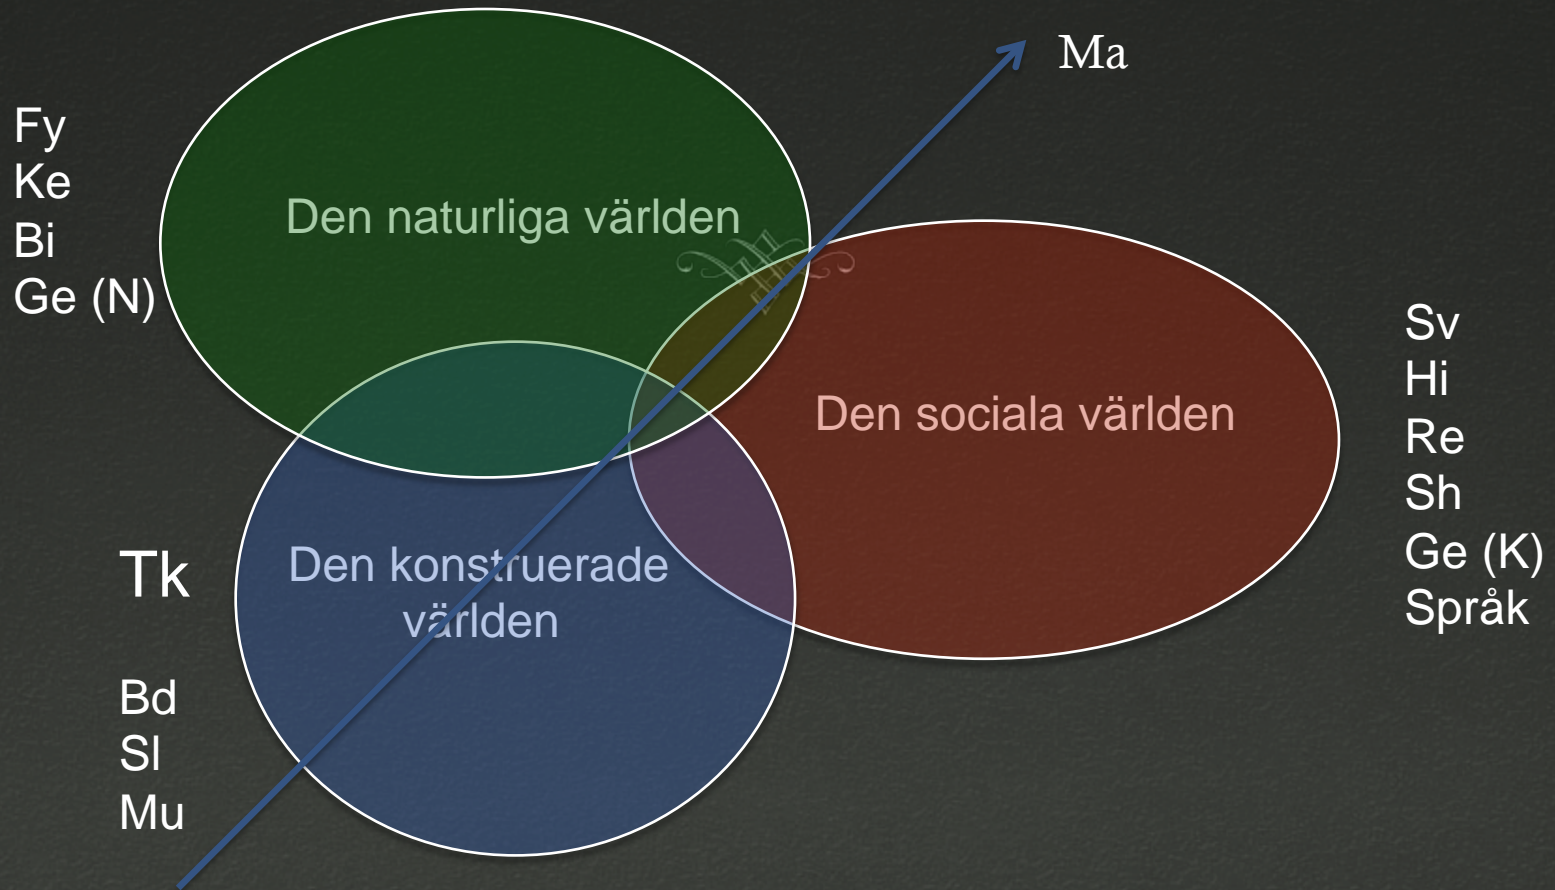 Ma
Fy
Ke
Bi
Ge (N)
Den naturliga världen
Den sociala världen
Sv
Hi
Re
Sh
Ge (K)
Språk
Tk
Den konstruerade
världen
Bd
Sl
Mu